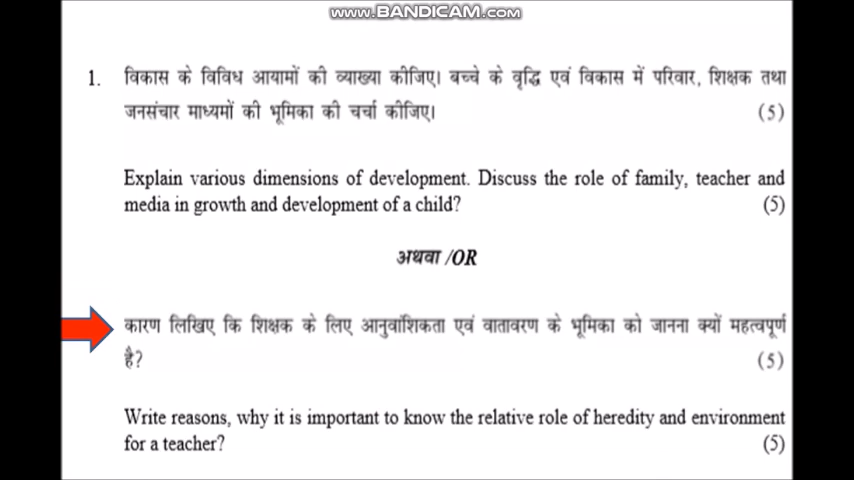 www.BANDICAM.com
1. विकास के विविध आयामों की व्याख्या कीजिए। बच्चे के वृद्धि एवं विकास में परिवार, शिक्षक तथा
जनसंचार माध्यमों की भूमिका की चर्चा कीजिए। (5)
Explain various dimensions of development. Discuss the role of family, teacher and
media in growth and development of a child? (5)
अथवा /OR
कारण लिखिए कि शिक्षक के लिए आनुवांशिकता एवं वातावरण के भूमिका को जानना क्यों महत्वपूर्ण
है? (5)
Write reasons, why it is important to know the relative role of heredity and environment
for a teacher? (5)